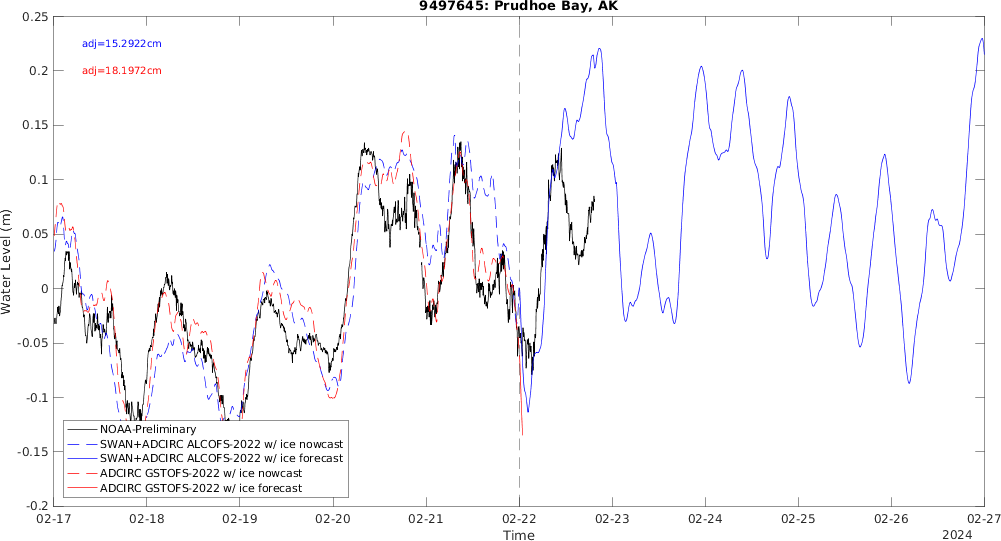 9497645: Prudhoe Bay, AK
0.25
adj=15.2922cm
0.2
adj=18.1972cm
0.15
0.1
0.05
0
-0.05
-0.1
-0.15
-0.2
Water Level (m)
NOAA-Preliminary
SWAN+ADCIRC ALCOFS-2022 w/ ice nowcast
SWAN+ADCIRC ALCOFS-2022 w/ ice forecast
ADCIRC GSTOFS-2022 w/ ice nowcast
ADCIRC GSTOFS-2022 w/ ice forecast
02-17 02-18 02-19 02-20 02-21 02-22 02-23 02-24 02-25 02-26 02-27
Time
2024